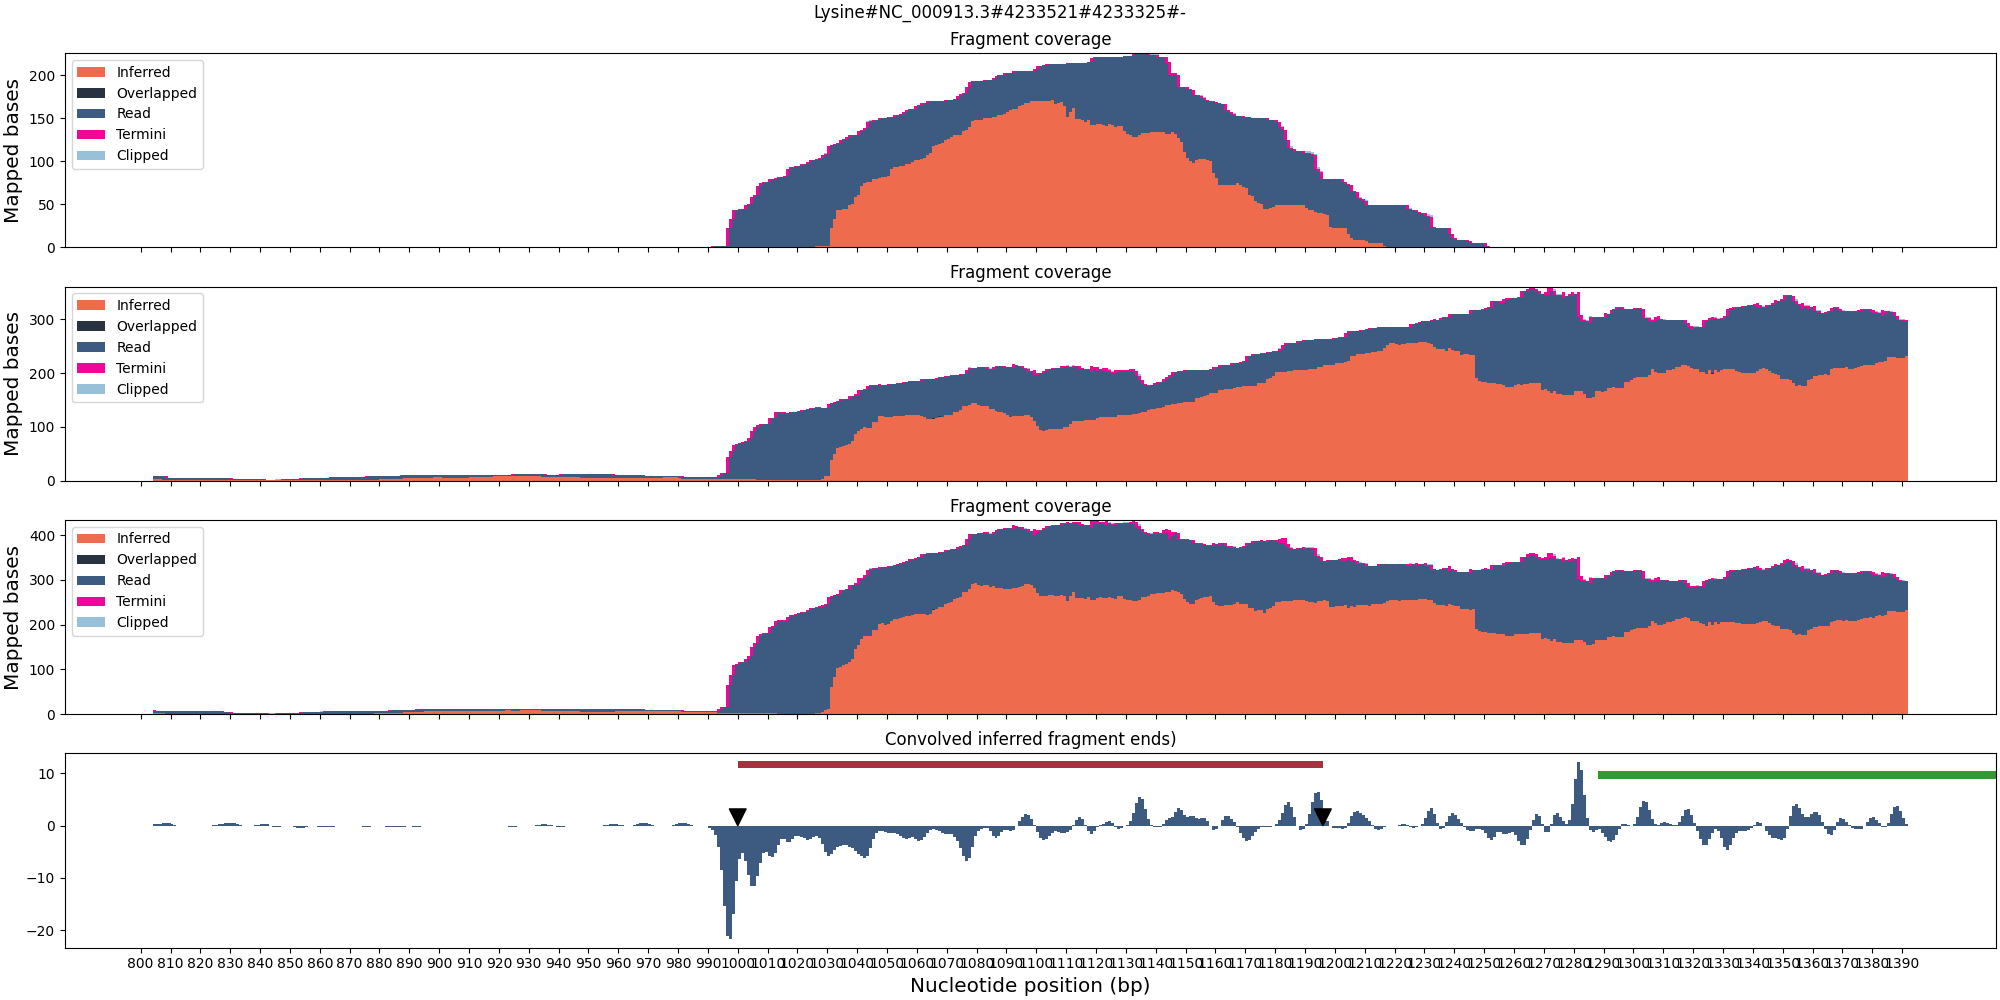 Lysine#NC_000913.3#4233521#4233325#-
Fragment coverage
Mapped bases
200
150
100
50
0
Inferred
Overlapped
Read
Termini
Clipped
Fragment coverage
Mapped bases
300
200
100
0
Inferred
Overlapped
Read
Termini
Clipped
Fragment coverage
Mapped bases
400
300
200
100
0
Inferred
Overlapped
Read
Termini
Clipped
Convolved inferred fragment ends)
10
0
−10
−20
800 810 820 830 840 850 860 870 880 890 900 910 920 930 940 950 960 970 980 990 1000 1010 1020 1030 1040 1050 1060 1070 1080 1090 1100 1110 1120 1130 1140 1150 1160 1170 1180 1190 1200 1210 1220 1230 1240 1250 1260 1270 1280 1290 1300 1310 1320 1330 1340 1350 1360 1370 1380 1390
Nucleotide position (bp)